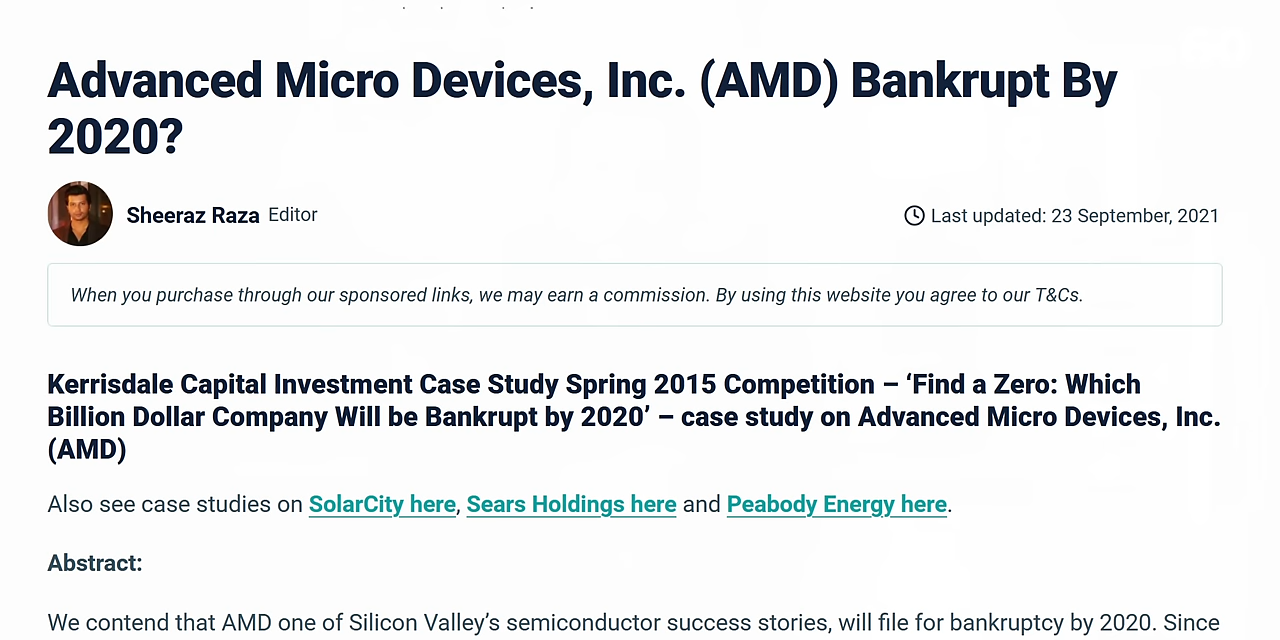 Advanced Micro Devices, Inc. (AMD) Bankrupt By
2020?
Sheeraz Raza Editor
Last updated: 23 September, 2021
When you purchase through our sponsored links, we may earn a commission. By using this website you agree to our T&Cs.
Kerrisdale Capital Investment Case Study Spring 2015 Competition – ‘Find a Zero: Which
Billion Dollar Company Will be Bankrupt by 2020’ – case study on Advanced Micro Devices, Inc.
(AMD)
Also see case studies on SolarCity here, Sears Holdings here and Peabody Energy here.
Abstract:
We contend that AMD one of Silicon Valley’s semiconductor success stories, will file for bankruptcy by 2020. Since